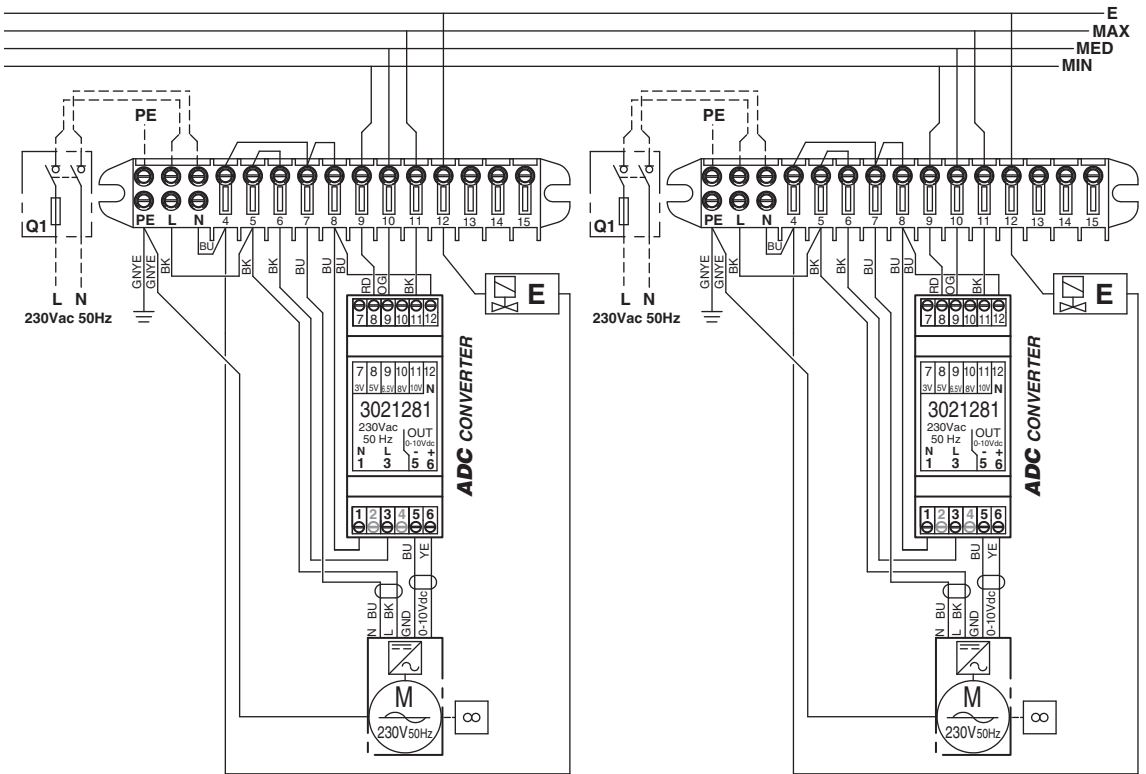 E
MAX
MED
MIN
PE
Q1
PE L N 4 5 6 7 8 9 10 11 12 13 14 15
L N
230Vac 50Hz
GNYE
GNYE
BK
BU
BK
BU
BU
BU
RD
OG
BK
E
7 8 9 10 11 12
7 8 9 10 11 12
3V 5V 6.5V 8V 10V N
3021281
230Vac
50 Hz
OUT
0-10Vdc
N L - +
1 3 5 6
ADC CONVERTER
1 2 3 4 5 6
BU
YE
N BU
L BK
GND
0-10Vdc
M
230V50Hz
8
PE
Q1
PE L N 4 5 6 7 8 9 10 11 12 13 14 15
L N
230Vac 50Hz
GNYE
GNYE
BK
BU
BK
BU
BU
BU
RD
OG
BK
E
7 8 9 10 11 12
7 8 9 10 11 12
3V 5V 6.5V 8V 10V N
3021281
230Vac
50 Hz
OUT
0-10Vdc
N L - +
1 3 5 6
ADC CONVERTER
1 2 3 4 5 6
BU
YE
N BU
L BK
GND
0-10Vdc
M
230V50Hz
8